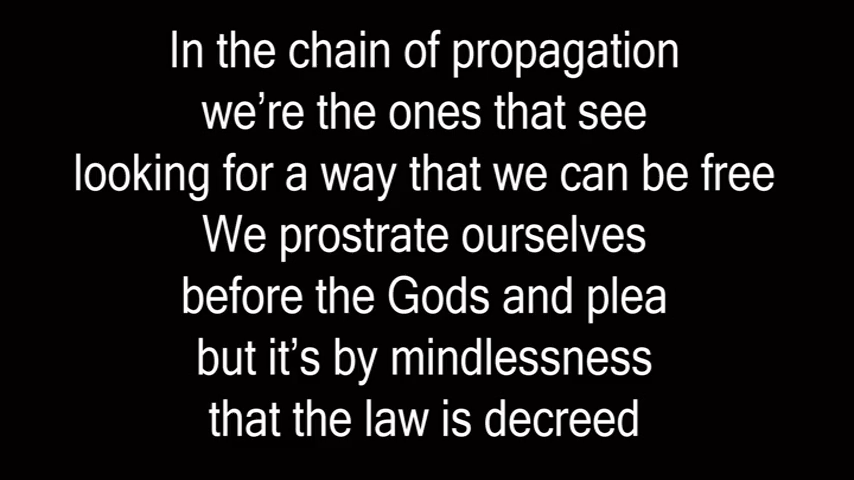 In the chain of propagation
we’re the ones that see
looking for a way that we can be free
We prostrate ourselves
before the Gods and plea
but it’s by mindlessness
that the law is decreed